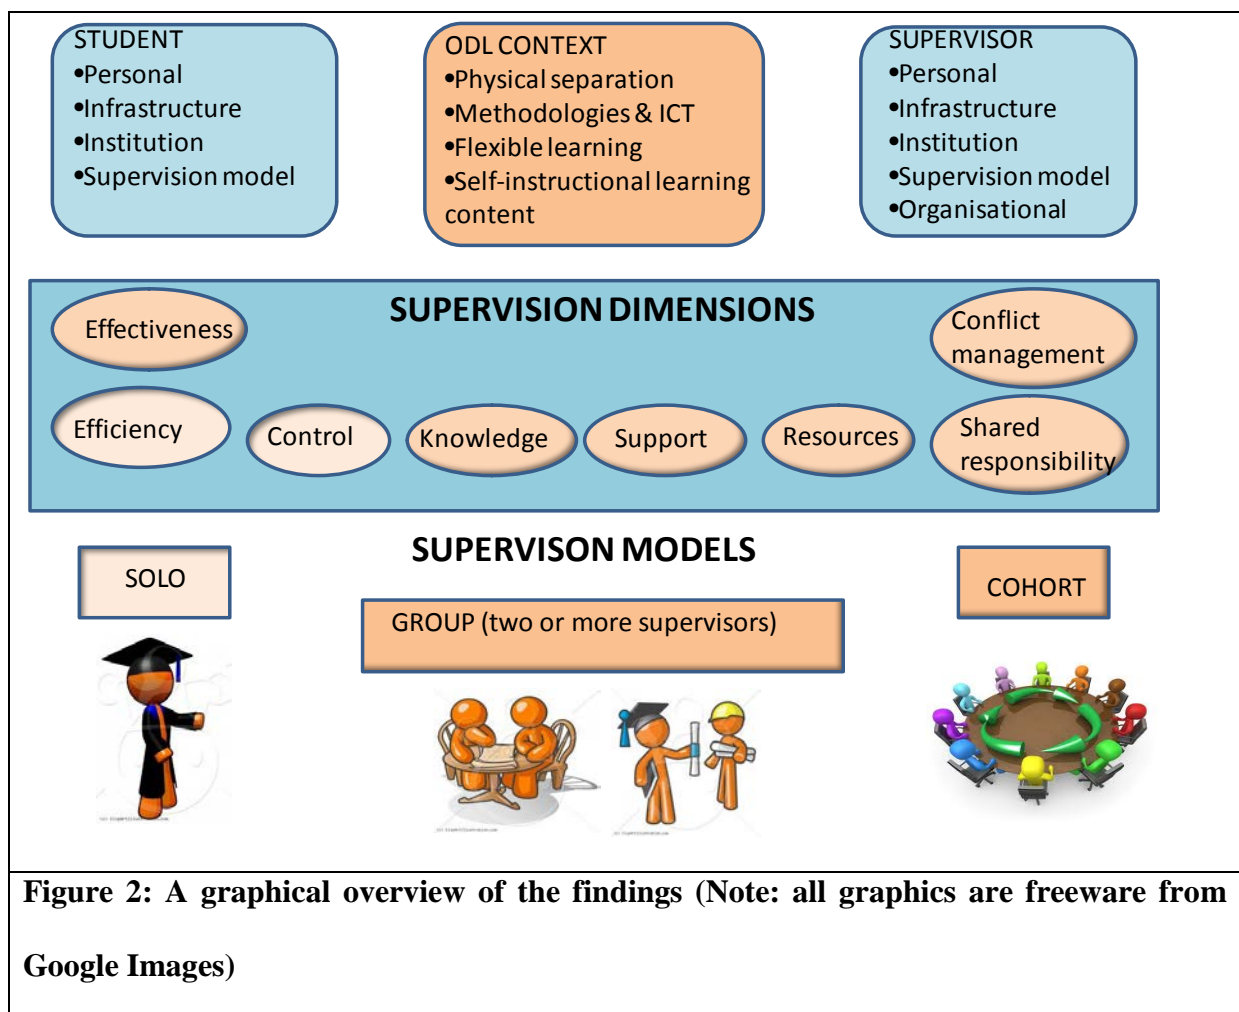 STUDENT
•Personal
•Infrastructure
•Institution
•Supervision model
ODL CONTEXT
•Physical separation
•Methodologies & ICT
•Flexible learning
•Self-instructional learning
content
SUPERVISOR
•Personal
•Infrastructure
•Institution
•Supervision model
•Organisational
SUPERVISION DIMENSIONS
Effectiveness
Conflict
management
Efficiency
Control
Knowledge
Support
Resources
Shared
responsibility
SUPERVISON MODELS
SOLO
GROUP (two or more supervisors)
COHORT
Figure 2: A graphical overview of the findings (Note: all graphics are freeware from
Google Images)